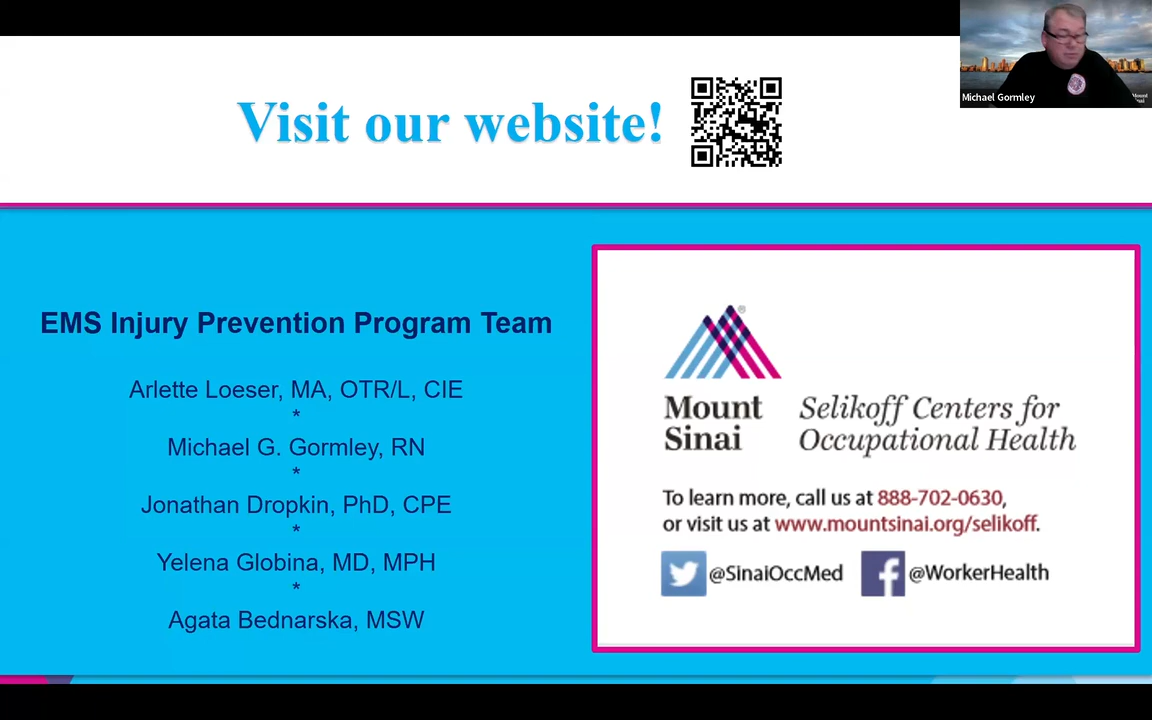 Visit our website!
Michael Gormley
Mount
Sinai
EMS Injury Prevention Program Team
Arlette Loeser, MA, OTR/L, CIE
*
Michael G. Gormley, RN
*
Jonathan Dropkin, PhD, CPE
*
Yelena Globina, MD, MPH
*
Agata Bednarska, MSW
®
Mount
Sinai
Selikoff Centers for
Occupational Health
To learn more, call us at 888-702-0630,
or visit us at www.mountsinai.org/selikoff.
@SinaiOccMed
@WorkerHealth